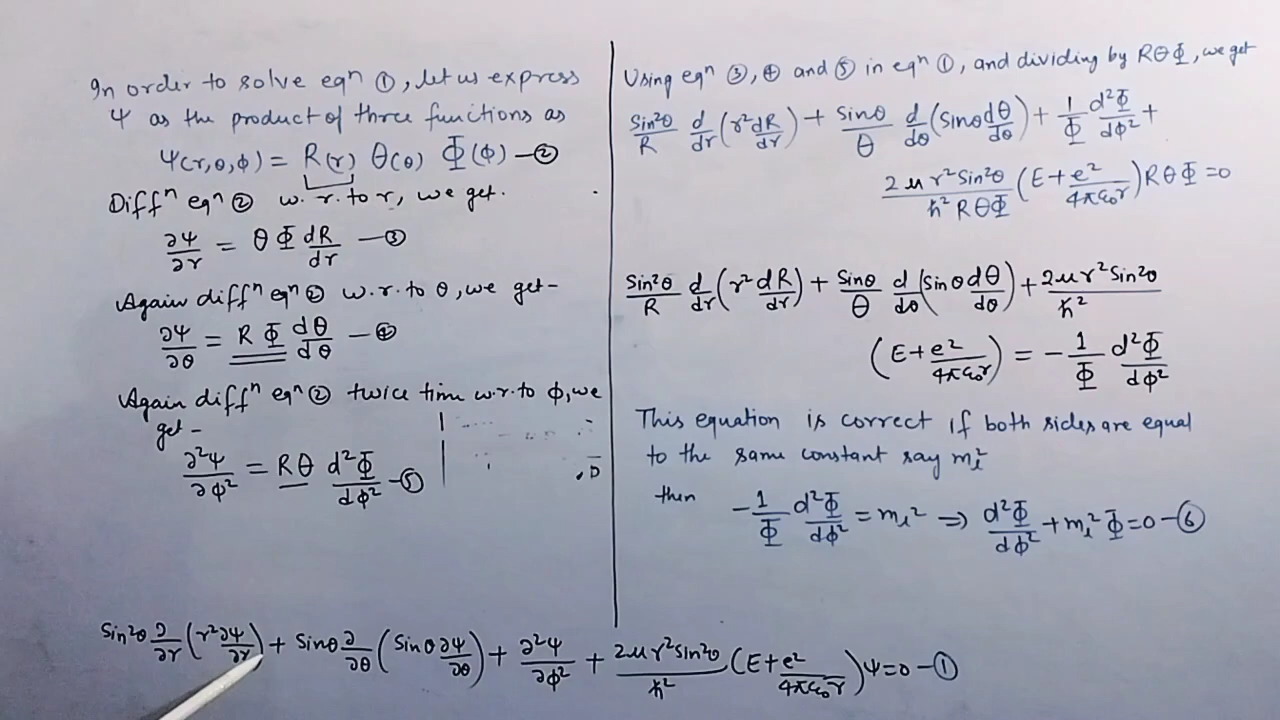 In order to solve eqⁿ ①, let us express
Ψ as the product of three functions as
Ψ(r,θ,ϕ) = R(r) θ(θ) Φ(ϕ) — ②
Diffⁿ eqⁿ ② w.r.to r, we get.
∂Ψ/∂r = θ Φ dR/dr — ③
Again diffⁿ eqⁿ ② w.r.to θ, we get-
∂Ψ/∂θ = R Φ dθ/dθ — ④
Again diffⁿ eqⁿ ② twice time w.r.to ϕ, we
get-
∂²Ψ/∂ϕ² = Rθ d²Φ/dϕ² — ⑤
Using eqⁿ ③, ④ and ⑤ in eqⁿ ①, and dividing by RθΦ, we get
Sin²θ/R d/dr (r² dR/dr) + Sinθ/θ d/dθ (Sinθ dθ/dθ) + 1/Φ d²Φ/dϕ² +
2μr²Sin²θ/ħ²RθΦ (E + e²/4πε₀r) RθΦ = 0
Sin²θ/R d/dr (r² dR/dr) + Sinθ/θ d/dθ (Sinθ dθ/dθ) + 2μr²Sin²θ/ħ²
(E + e²/4πε₀r) = -1/Φ d²Φ/dϕ²
This equation is correct if both sides are equal
to the same constant say mₗ²
then -1/Φ d²Φ/dϕ² = mₗ² ⇒ d²Φ/dϕ² + mₗ²Φ = 0 - ⑥
Sin²θ ∂/∂r (r² ∂Ψ/∂r) + Sinθ ∂/∂θ (Sinθ ∂Ψ/∂θ) + ∂²Ψ/∂ϕ² + 2μr²Sin²θ/ħ² (E + e²/4πε₀r) Ψ = 0 - ①